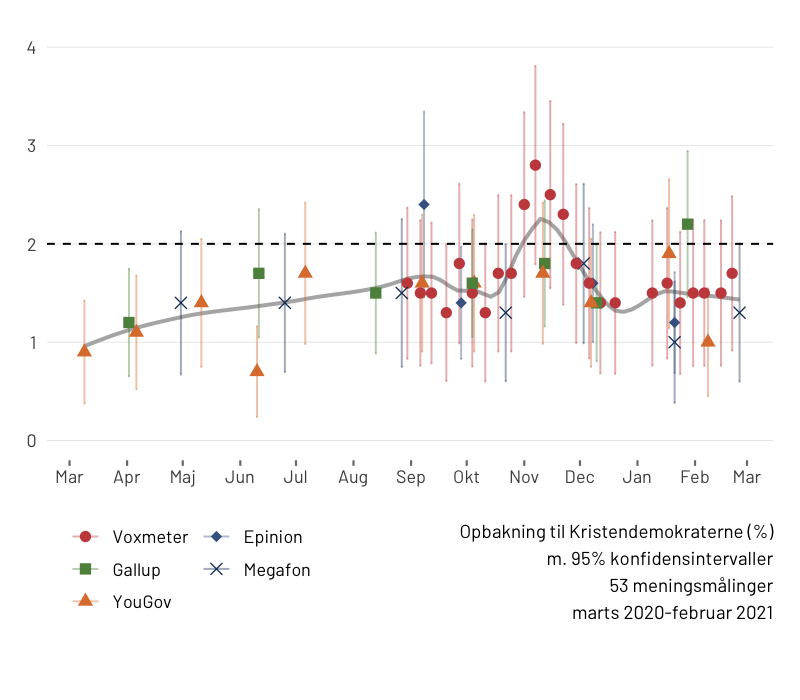 4
3
2
1
0
Mar Apr Maj Jun Jul Aug Sep Okt Nov Dec Jan Feb Mar
Voxmeter
Epinion
Gallup
Megafon
YouGov
Opbakning til Kristendemokraterne (%)
m. 95% konfidensintervaller
53 meningsmålinger
marts 2020-februar 2021